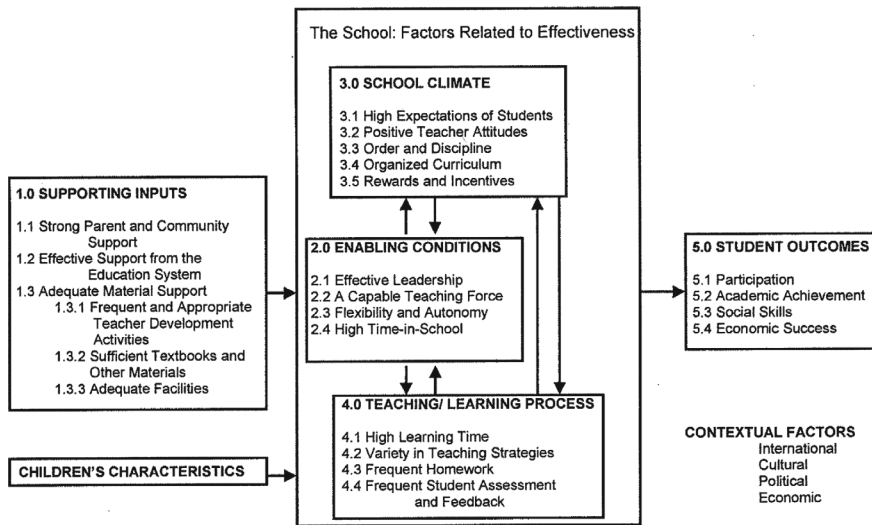 The School: Factors Related to Effectiveness
3.0 SCHOOL CLIMATE
3.1 High Expectations of Students
3.2 Positive Teacher Attitudes
3.3 Order and Discipline
3.4 Organized Curriculum
3.5 Rewards and Incentives
1.0 SUPPORTING INPUTS
1.1 Strong Parent and Community
Support
1.2 Effective Support from the
Education System
1.3 Adequate Material Support
1.3.1 Frequent and Appropriate
Teacher Development
Activities
1.3.2 Sufficient Textbooks and
Other Materials
1.3.3 Adequate Facilities
2.0 ENABLING CONDITIONS
2.1 Effective Leadership
2.2 A Capable Teaching Force
2.3 Flexibility and Autonomy
2.4 High Time-in-School
5.0 STUDENT OUTCOMES
5.1 Participation
5.2 Academic Achievement
5.3 Social Skills
5.4 Economic Success
CHILDREN'S CHARACTERISTICS
4.0 TEACHING/ LEARNING PROCESS
4.1 High Learning Time
4.2 Variety in Teaching Strategies
4.3 Frequent Homework
4.4 Frequent Student Assessment
and Feedback
CONTEXTUAL FACTORS
International
Cultural
Political
Economic